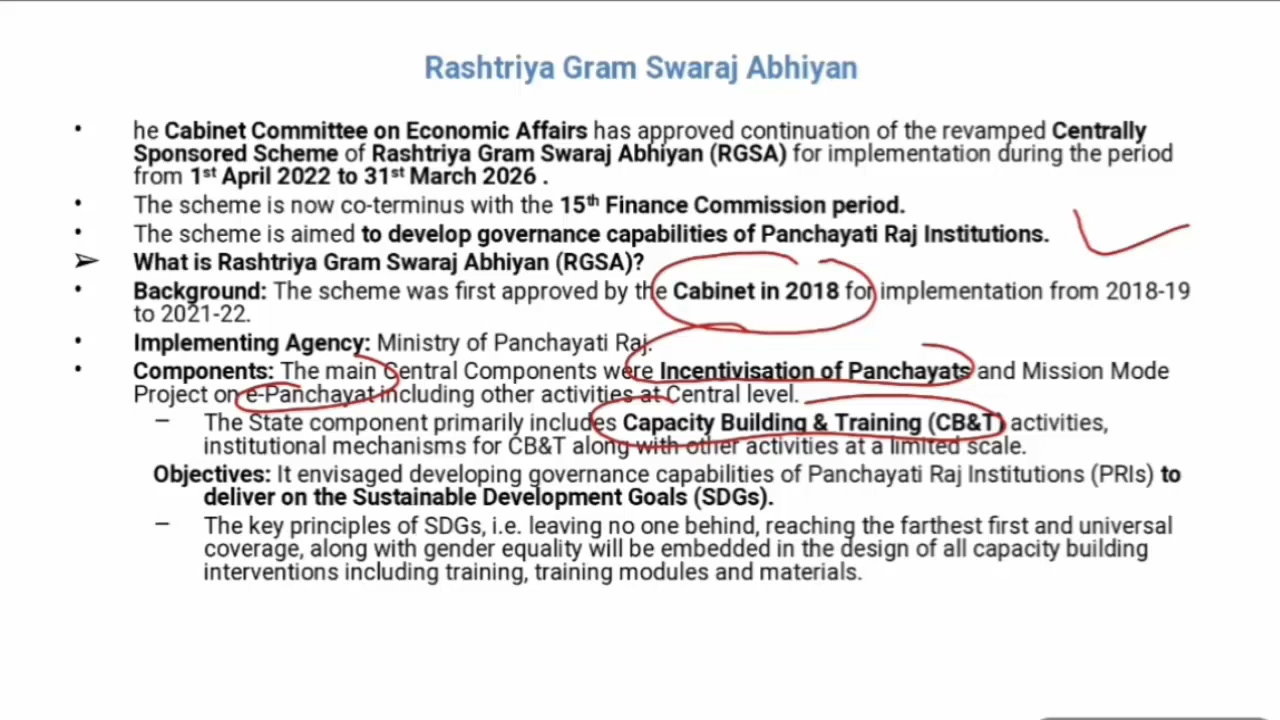 Rashtriya Gram Swaraj Abhiyan
• he Cabinet Committee on Economic Affairs has approved continuation of the revamped Centrally
Sponsored Scheme of Rashtriya Gram Swaraj Abhiyan (RGSA) for implementation during the period
from 1st April 2022 to 31st March 2026 .
• The scheme is now co-terminus with the 15th Finance Commission period.
• The scheme is aimed to develop governance capabilities of Panchayati Raj Institutions.
➢ What is Rashtriya Gram Swaraj Abhiyan (RGSA)?
• Background: The scheme was first approved by the Cabinet in 2018 for implementation from 2018-19
to 2021-22.
• Implementing Agency: Ministry of Panchayati Raj.
• Components: The main Central Components were Incentivisation of Panchayats and Mission Mode
Project on e-Panchayat including other activities at Central level.
– The State component primarily includes Capacity Building & Training (CB&T) activities,
institutional mechanisms for CB&T along with other activities at a limited scale.
Objectives: It envisaged developing governance capabilities of Panchayati Raj Institutions (PRIs) to
deliver on the Sustainable Development Goals (SDGs).
– The key principles of SDGs, i.e. leaving no one behind, reaching the farthest first and universal
coverage, along with gender equality will be embedded in the design of all capacity building
interventions including training, training modules and materials.